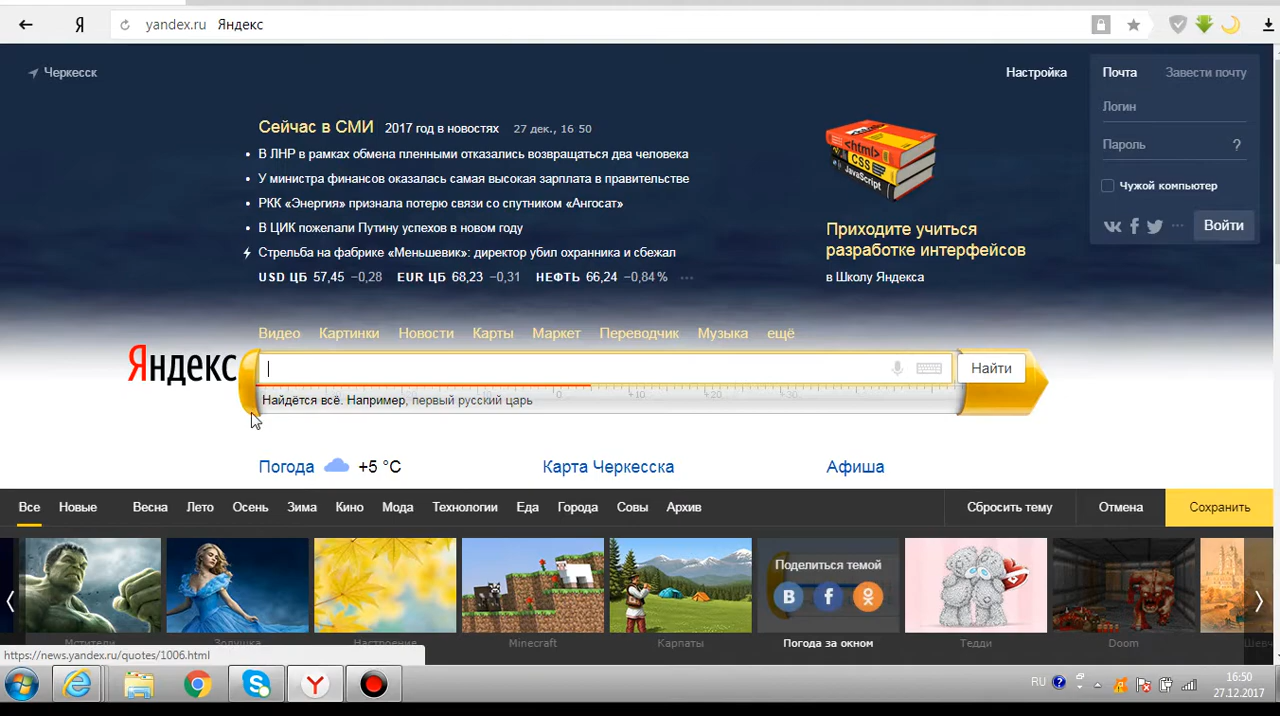 yandex.ru Яндекс
Черкесск
Настройка
Почта
Завести почту
Логин
Пароль
?
Чужой компьютер
Войти
Сейчас в СМИ 2017 год в новостях 27 дек., 16 50
В ЛНР в рамках обмена пленными отказались возвращаться два человека
У министра финансов оказалась самая высокая зарплата в правительстве
РКК «Энергия» признала потерю связи со спутником «Ангосат»
В ЦИК пожелали Путину успехов в новом году
Стрельба на фабрике «Меньшевик»: директор убил охранника и сбежал
USD ЦБ 57,45 −0,28 EUR ЦБ 68,23 −0,31 НЕФТЬ 66,24 −0,84 %
<html>
CSS
JavaScript
Приходите учиться
разработке интерфейсов
в Школу Яндекса
Видео Картинки Новости Карты Маркет Переводчик Музыка ещё
Яндекс
Найти
0 +10 +30
Найдётся всё. Например, первый русский царь
Погода +5 °C
Карта Черкесска
Афиша
Все Новые Весна Лето Осень Зима Кино Мода Технологии Еда Города Совы Архив
Сбросить тему Отмена Сохранить
Поделиться темой
Мстители Золушка Настроение Minecraft Карпаты Погода за окном Тедди Doom
https://news.yandex.ru/quotes/1006.html
RU
16:50
27.12.2017